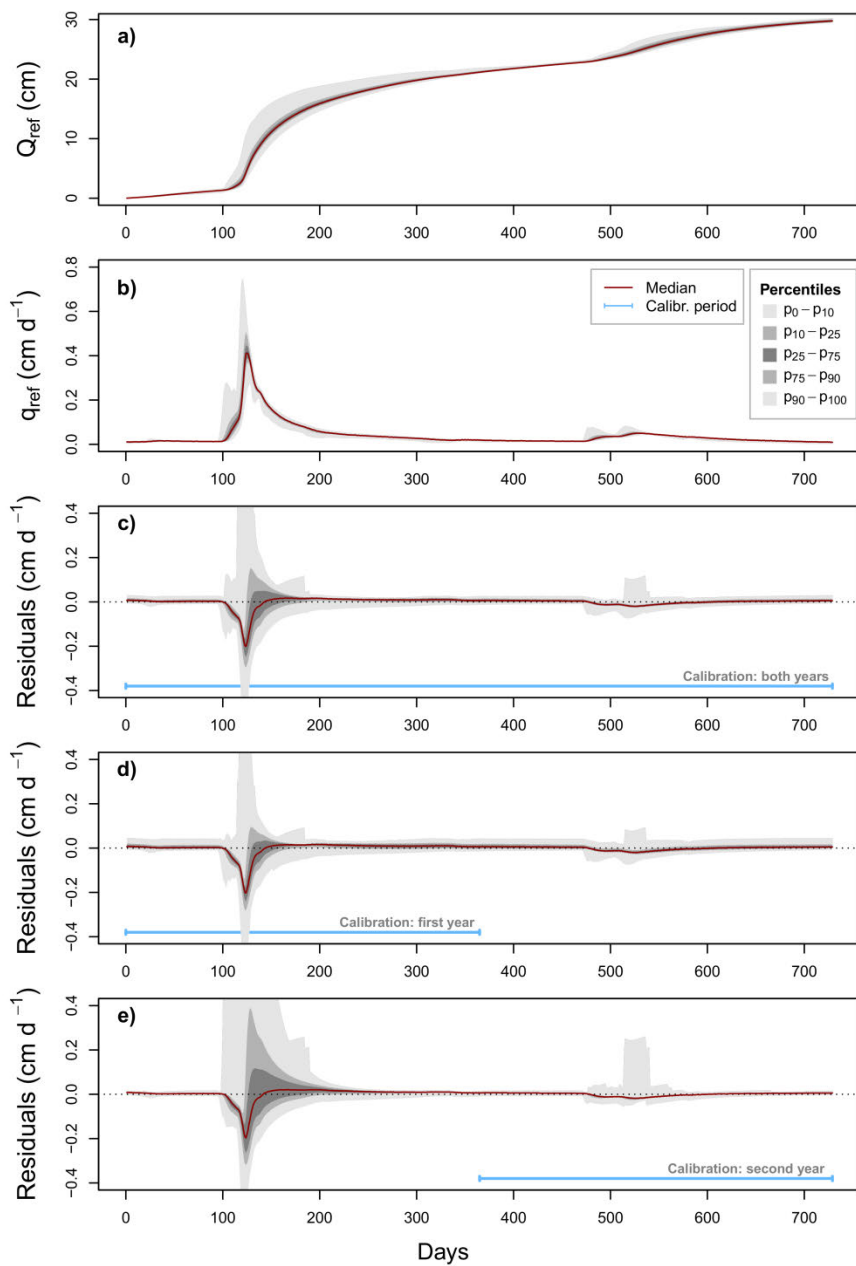 a)
Q_ref (cm)
30
20
10
0
0 100 200 300 400 500 600 700
b)
q_ref (cm d⁻¹)
0.8
0.6
0.4
0.2
0.0
Median
Calibr. period
Percentiles
p₀ – p₁₀
p₁₀ – p₂₅
p₂₅ – p₇₅
p₇₅ – p₉₀
p₉₀ – p₁₀₀
0 100 200 300 400 500 600 700
c)
Residuals (cm d⁻¹)
0.4
0.2
0.0
−0.2
−0.4
Calibration: both years
0 100 200 300 400 500 600 700
d)
Residuals (cm d⁻¹)
0.4
0.2
0.0
−0.2
−0.4
Calibration: first year
0 100 200 300 400 500 600 700
e)
Residuals (cm d⁻¹)
0.4
0.2
0.0
−0.2
−0.4
Calibration: second year
0 100 200 300 400 500 600 700
Days